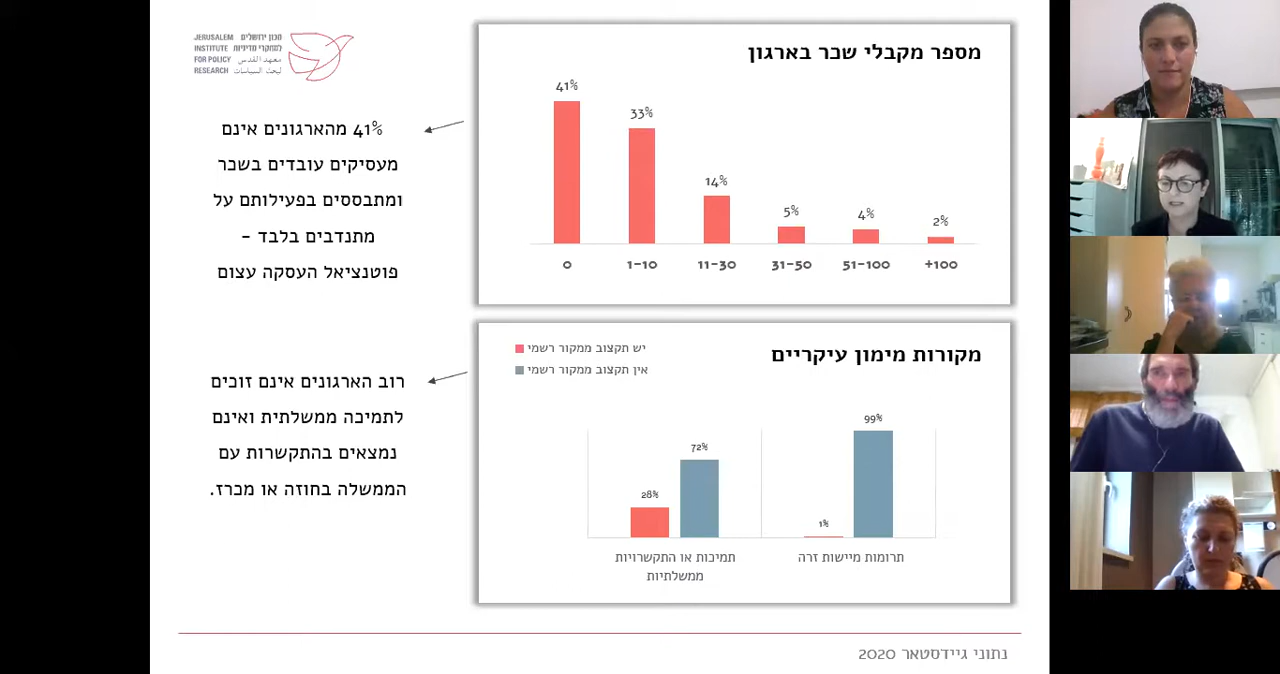 JERUSALEM
INSTITUTE
FOR POLICY
RESEARCH
מכון ירושלים
למחקרי מדיניות
معهد القدس
لبحث السياسات
מספר מקבלי שכר בארגון
41%
33%
14%
5%
4%
2%
0
1-10
11-30
31-50
51-100
+100
41% מהארגונים אינם
מעסיקים עובדים בשכר
ומתבססים בפעילותם על
מתנדבים בלבד -
פוטנציאל העסקה עצום
מקורות מימון עיקריים
יש תקצוב ממקור רשמי
אין תקצוב ממקור רשמי
28%
72%
1%
99%
תמיכות או התקשרויות
ממשלתיות
תרומות מיישות זרה
רוב הארגונים אינם זוכים
לתמיכה ממשלתית ואינם
נמצאים בהתקשרות עם
הממשלה בחוזה או מכרז.
נתוני גיידסטאר 2020